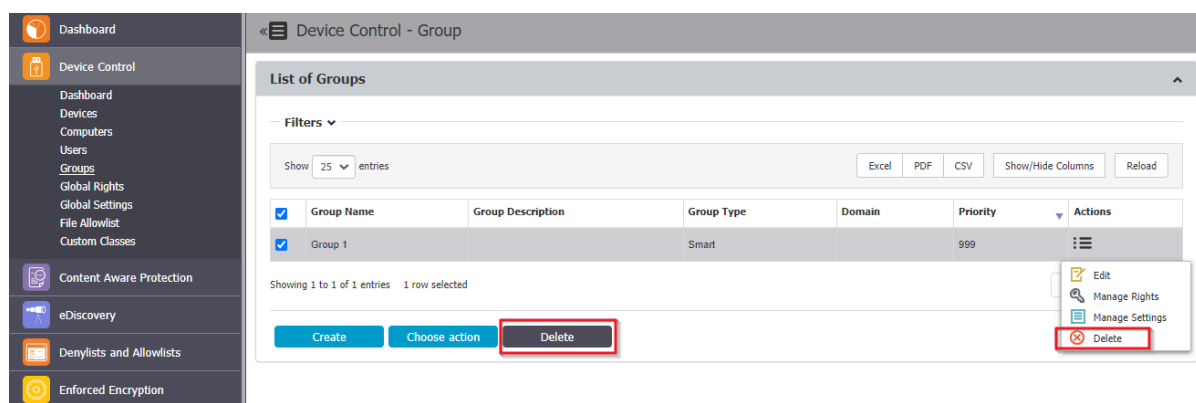 Dashboard
Device Control
Dashboard
Devices
Computers
Users
Groups
Global Rights
Global Settings
File Allowlist
Custom Classes
Content Aware Protection
eDiscovery
Denylists and Allowlists
Enforced Encryption
Device Control - Group
List of Groups
Filters
Show 25 entries Excel PDF CSV Show/Hide Columns Reload
Group Name Group Description Group Type Domain Priority Actions
Group 1 Smart 999
Showing 1 to 1 of 1 entries 1 row selected
Edit
Manage Rights
Manage Settings
Delete
Create Choose action Delete